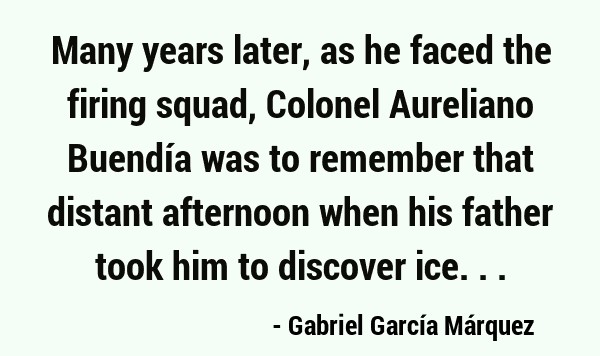 Many years later, as he faced the
firing squad, Colonel Aureliano
Buendía was to remember that
distant afternoon when his father
took him to discover ice. . .
- Gabriel García Márquez